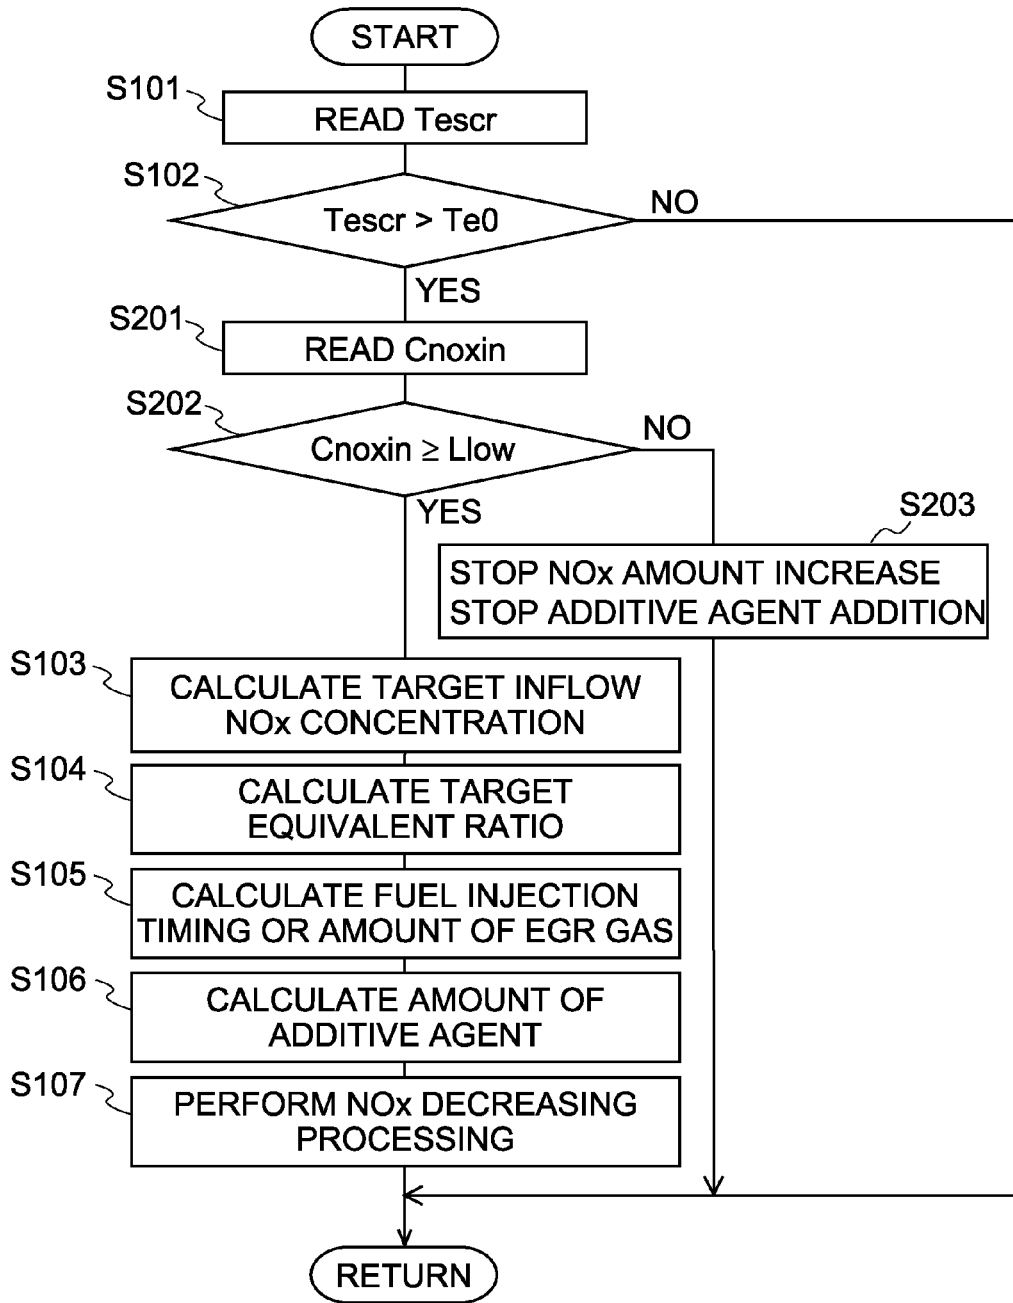 START
S101
READ Tescr
S102
Tescr > Te0
NO
YES
S201
READ Cnoxin
S202
Cnoxin ≥ Llow
NO
YES
S203
STOP NOx AMOUNT INCREASE
STOP ADDITIVE AGENT ADDITION
S103
CALCULATE TARGET INFLOW
NOx CONCENTRATION
S104
CALCULATE TARGET
EQUIVALENT RATIO
S105
CALCULATE FUEL INJECTION
TIMING OR AMOUNT OF EGR GAS
S106
CALCULATE AMOUNT OF
ADDITIVE AGENT
S107
PERFORM NOx DECREASING
PROCESSING
RETURN